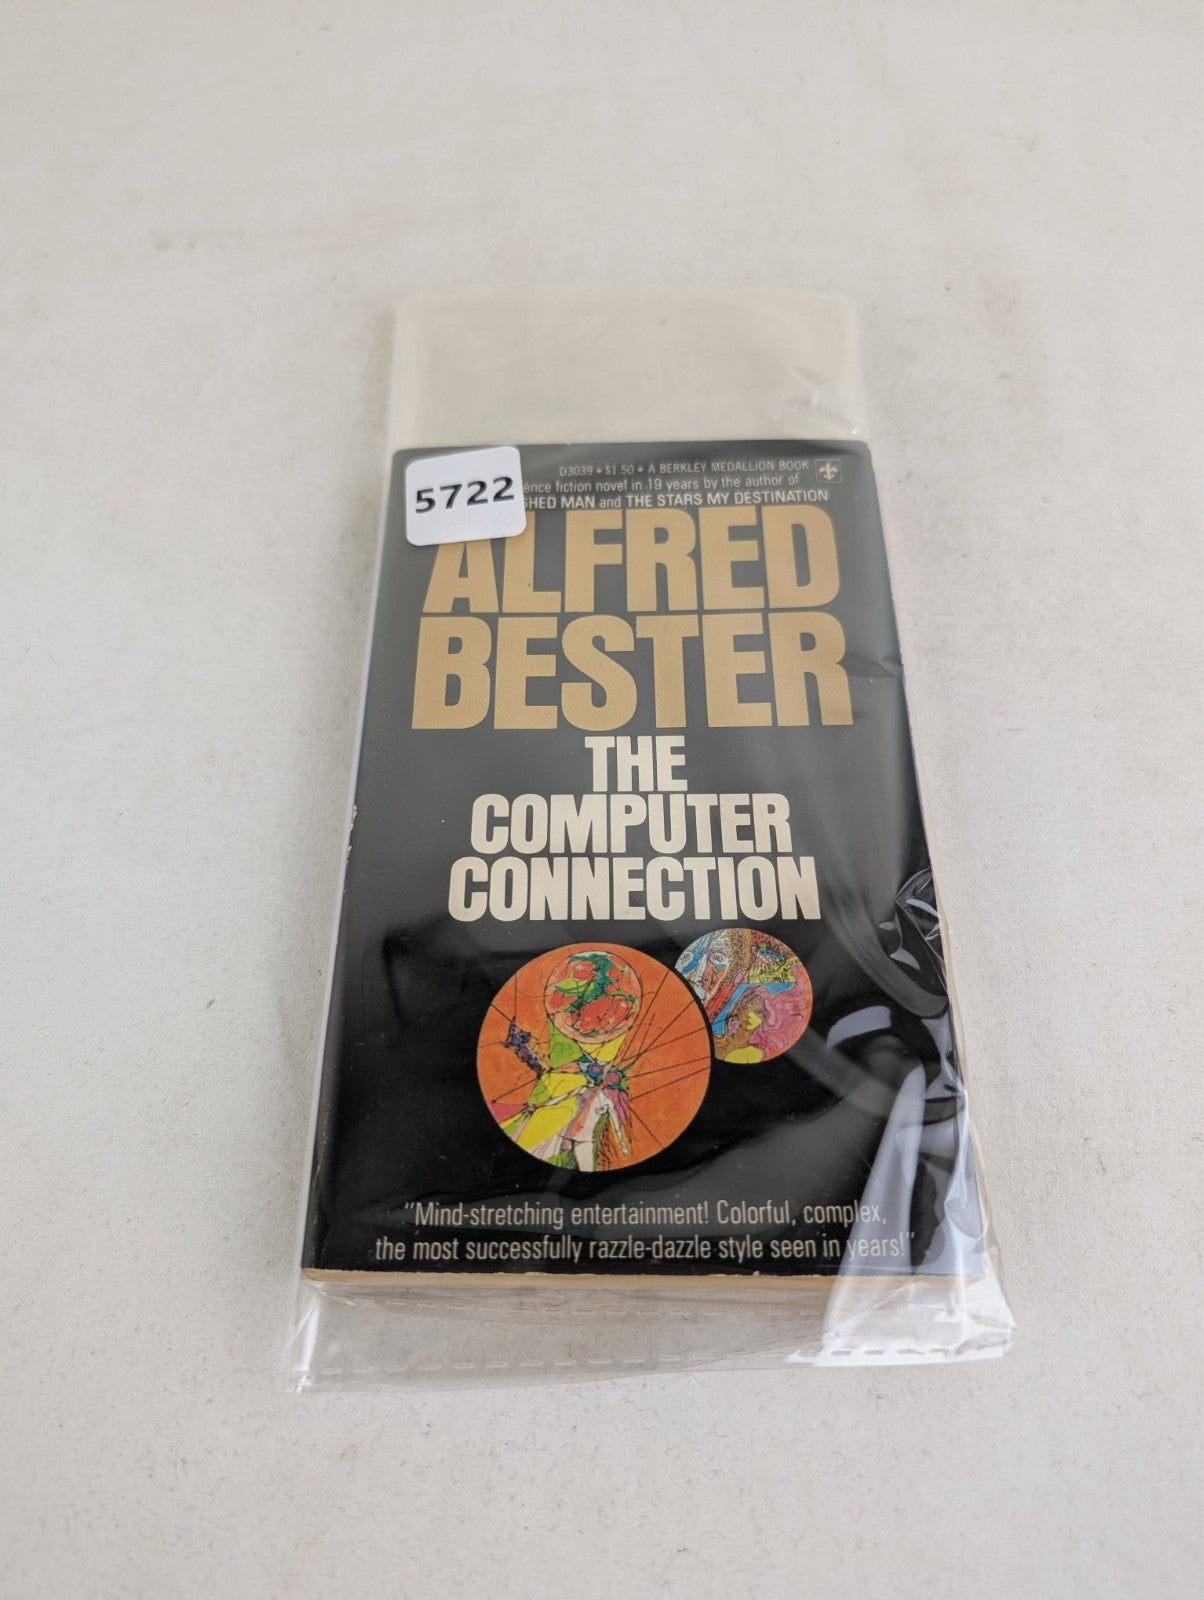 5722
D3039 • $1.50 • A BERKLEY MEDALLION BOOK
ence fiction novel in 19 years by the author of
SHED MAN and THE STARS MY DESTINATION
ALFRED
BESTER
THE
COMPUTER
CONNECTION
"Mind-stretching entertainment! Colorful, complex,
the most successfully razzle-dazzle style seen in years!"